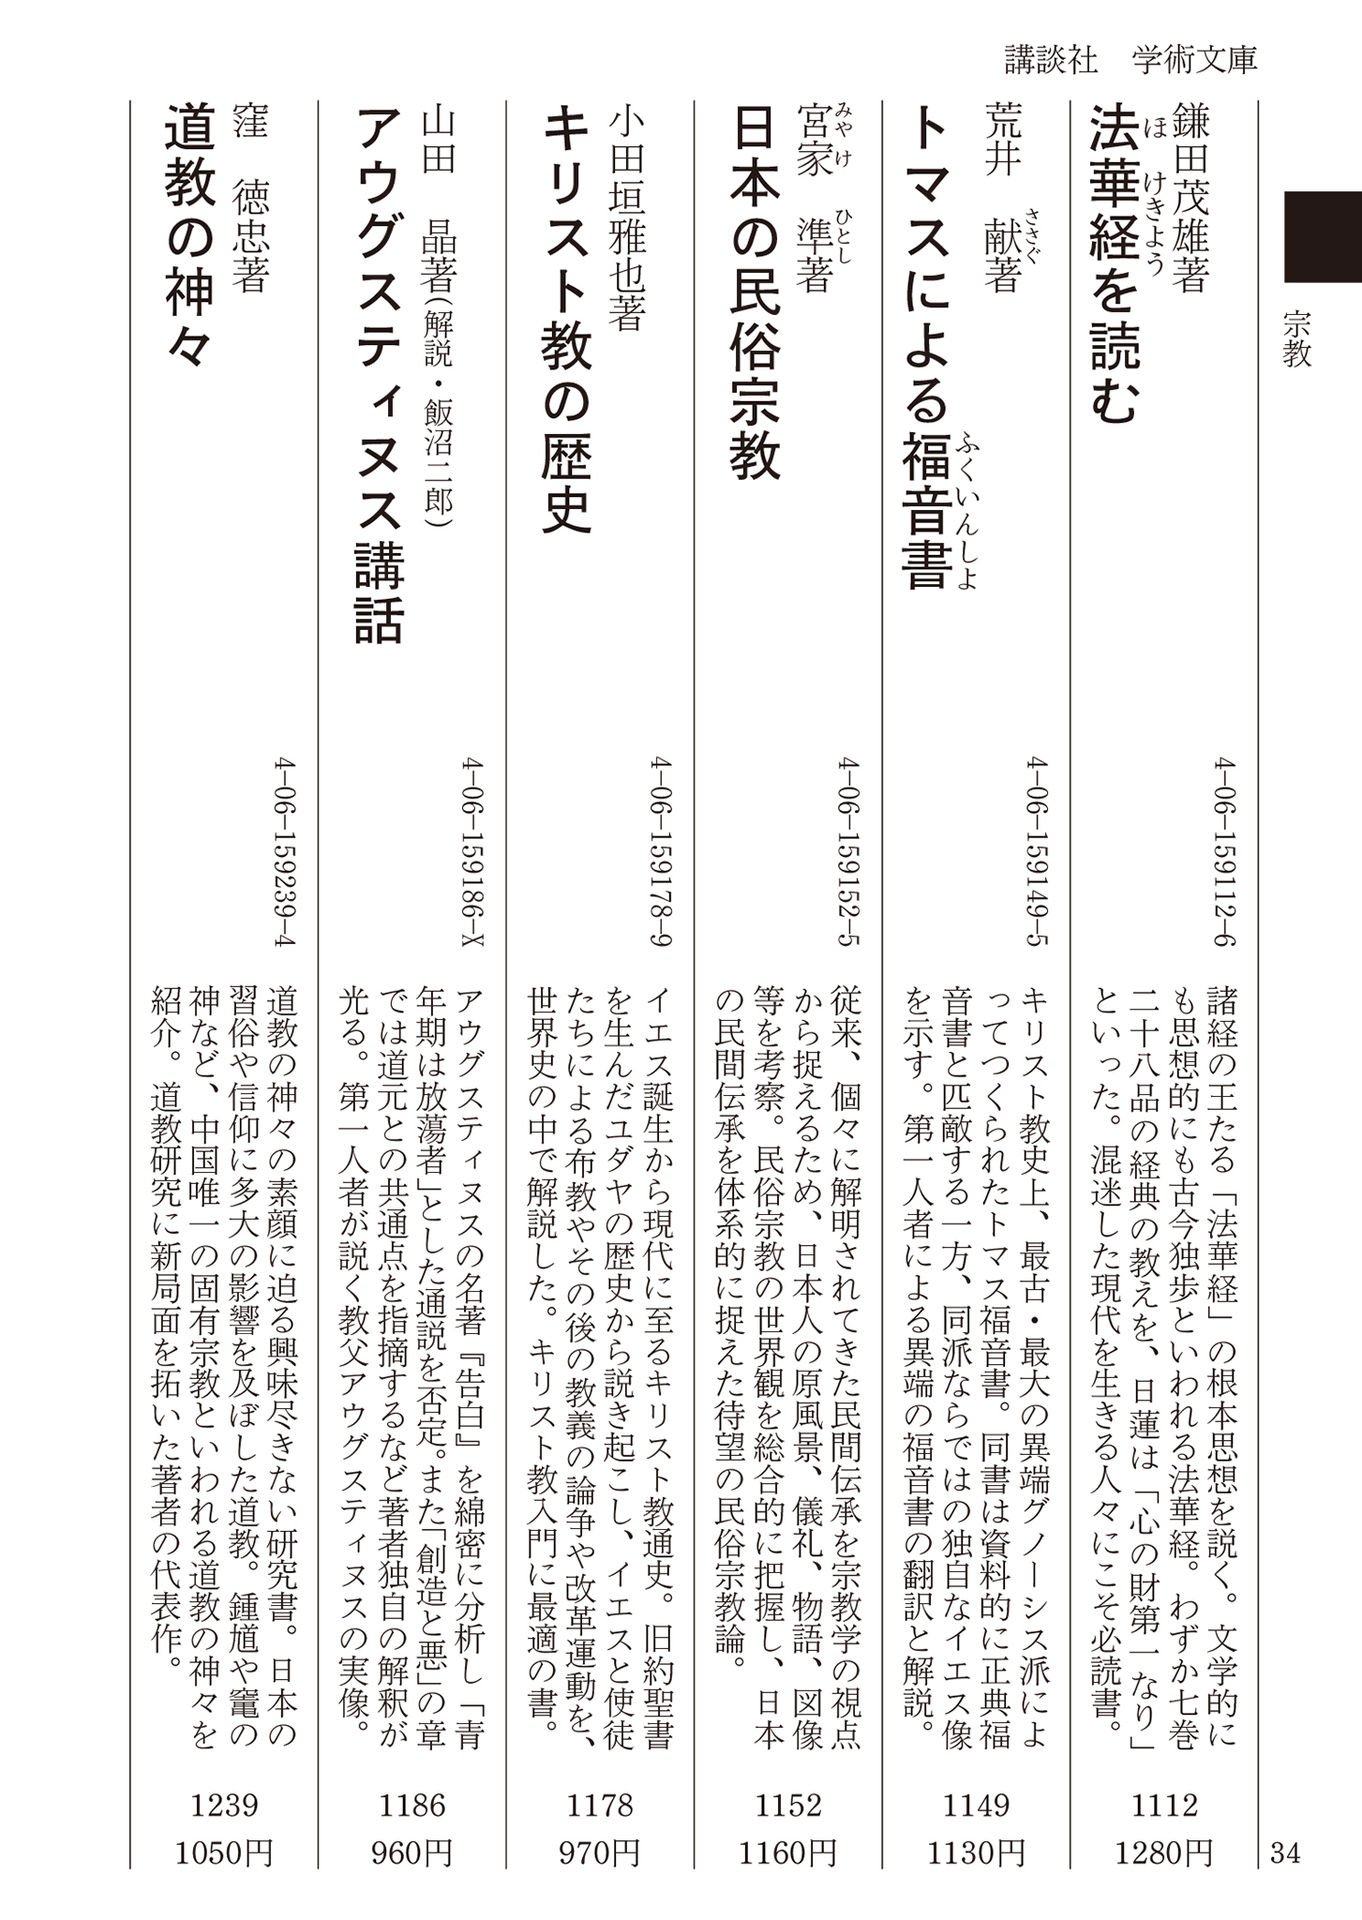 講談社　学術文庫
宗教
鎌田茂雄著
法華経を読む
ほけきよう
4-06-159112-6
諸経の王たる「法華経」の根本思想を説く。文学的に
も思想的にも古今独歩といわれる法華経。わずか七巻
二十八品の経典の教えを、日蓮は「心の財第一なり」
といった。混迷した現代を生きる人々にこそ必読書。
1112
1280円
荒井　献著
ささぐ
トマスによる福音書
ふくいんしよ
4-06-159149-5
キリスト教史上、最古・最大の異端グノーシス派によ
ってつくられたトマス福音書。同書は資料的に正典福
音書と匹敵する一方、同派ならではの独自なイエス像
を示す。第一人者による異端の福音書の翻訳と解説。
1149
1130円
宮家　準著
みやけ　ひとし
日本の民俗宗教
4-06-159152-5
従来、個々に解明されてきた民間伝承を宗教学の視点
から捉えるため、日本人の原風景、儀礼、物語、図像
等を考察。民俗宗教の世界観を総合的に把握し、日本
の民間伝承を体系的に捉えた待望の民俗宗教論。
1152
1160円
小田垣雅也著
キリスト教の歴史
4-06-159178-9
イエス誕生から現代に至るキリスト教通史。旧約聖書
を生んだユダヤの歴史から説き起こし、イエスと使徒
たちによる布教やその後の教義の論争や改革運動を、
世界史の中で解説した。キリスト教入門に最適の書。
1178
970円
山田　晶著（解説・飯沼二郎）
アウグスティヌス講話
4-06-159186-X
アウグスティヌスの名著『告白』を綿密に分析し「青
年期は放蕩者」とした通説を否定。また「創造と悪」の章
では道元との共通点を指摘するなど著者独自の解釈が
光る。第一人者が説く教父アウグスティヌスの実像。
1186
960円
窪　徳忠著
道教の神々
4-06-159239-4
道教の神々の素顔に迫る興味尽きない研究書。日本の
習俗や信仰に多大の影響を及ぼした道教。鍾馗や竈の
神など、中国唯一の固有宗教といわれる道教の神々を
紹介。道教研究に新局面を拓いた著者の代表作。
1239
1050円
34